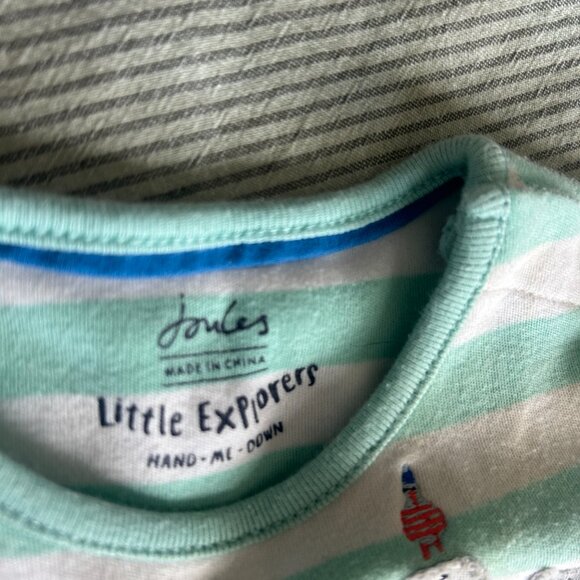 Joules
MADE IN CHINA
Little Explorers
HAND-ME-DOWN